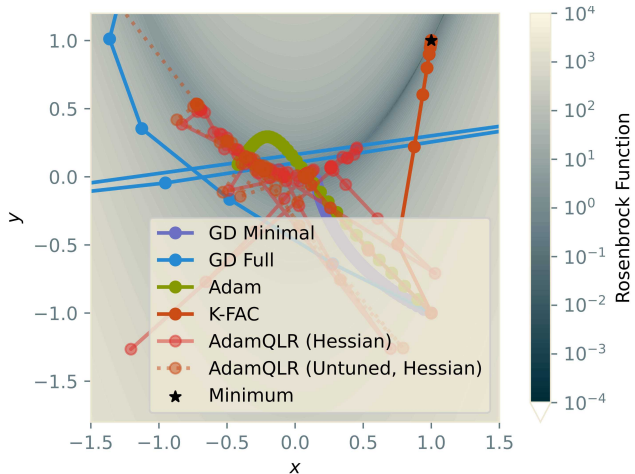 1.0
0.5
0.0
−0.5
−1.0
−1.5
y
−1.5
−1.0
−0.5
0.0
0.5
1.0
1.5
x
GD Minimal
GD Full
Adam
K-FAC
AdamQLR (Hessian)
AdamQLR (Untuned, Hessian)
Minimum
10⁴
10³
10²
10¹
10⁰
10⁻¹
10⁻²
10⁻³
10⁻⁴
Rosenbrock Function